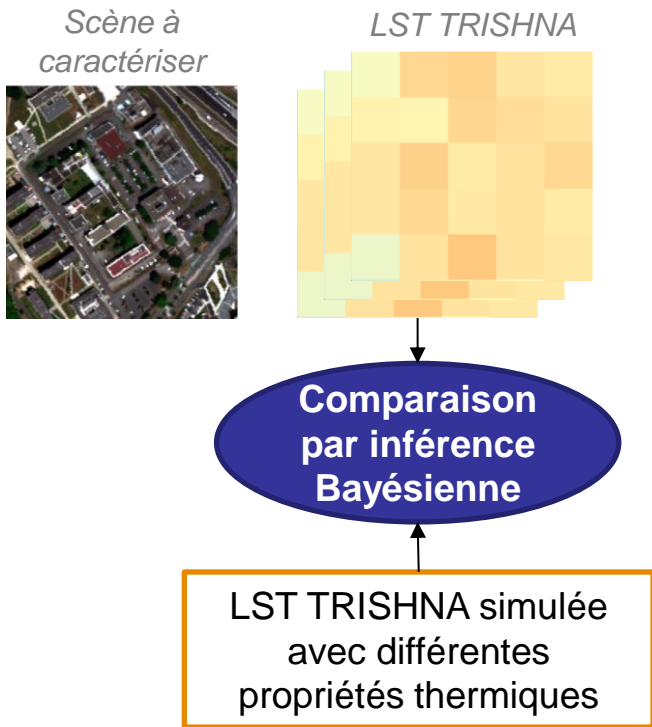 Scène à
caractériser
LST TRISHNA
Comparaison
par inférence
Bayésienne
LST TRISHNA simulée
avec différentes
propriétés thermiques